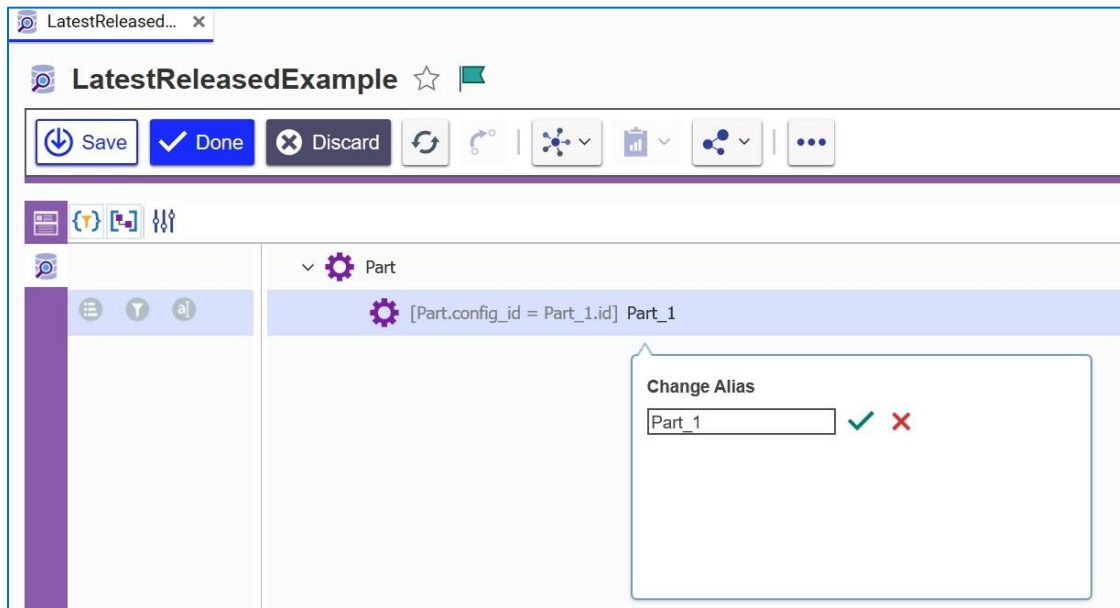 LatestReleased...
LatestReleasedExample
Save Done Discard
Part
[Part.config_id = Part_1.id] Part_1
Change Alias
Part_1